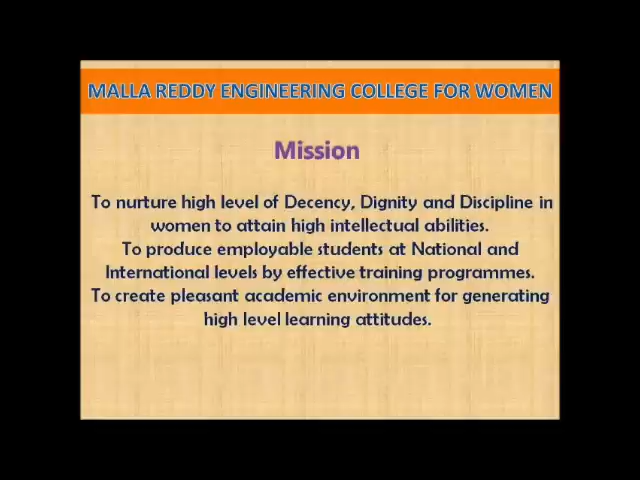 MALLA REDDY ENGINEERING COLLEGE FOR WOMEN
Mission
To nurture high level of Decency, Dignity and Discipline in
women to attain high intellectual abilities.
To produce employable students at National and
International levels by effective training programmes.
To create pleasant academic environment for generating
high level learning attitudes.